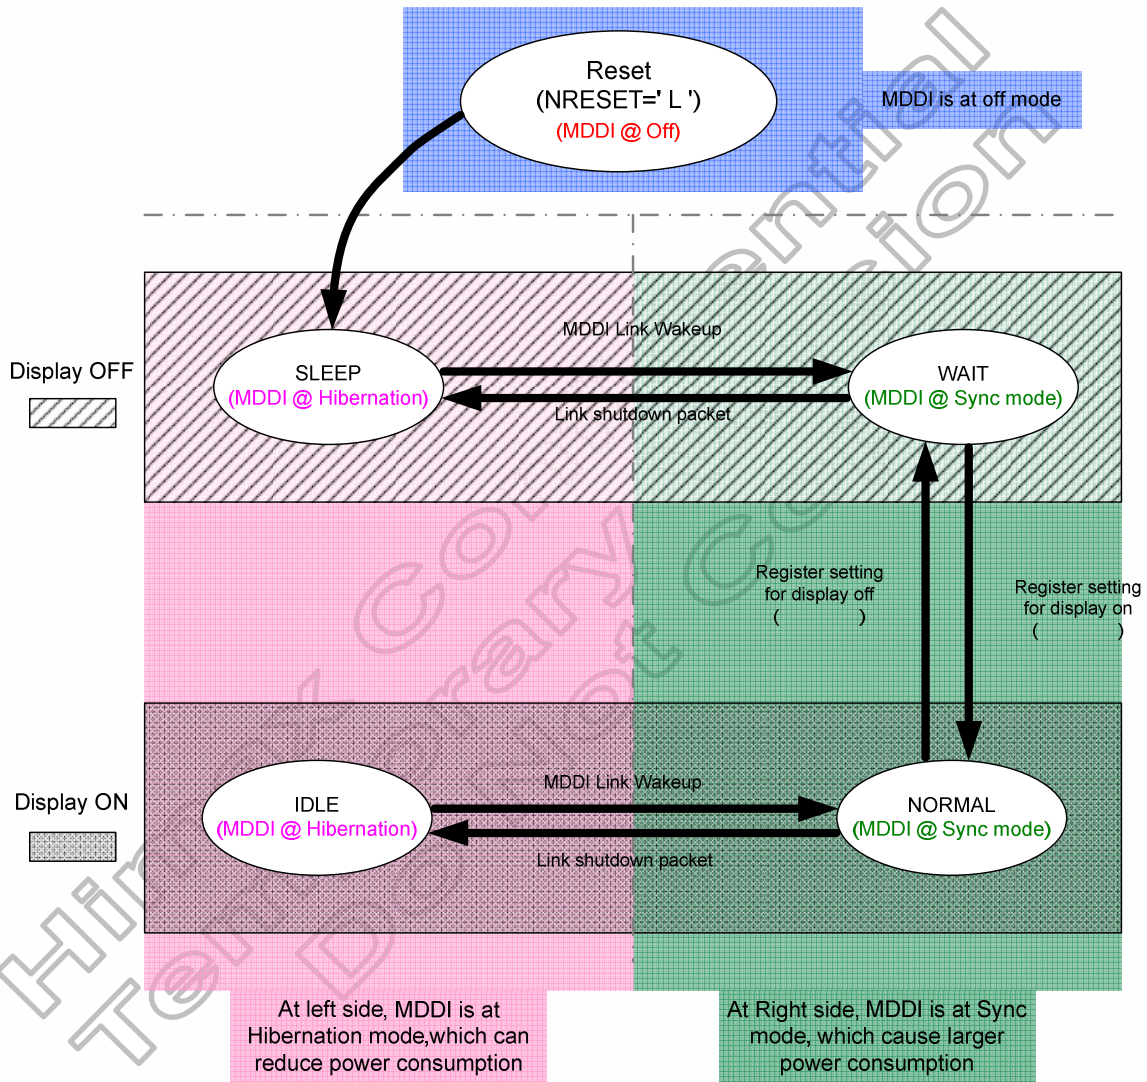 Reset
(NRESET=' L ')
(MDDI @ Off)
MDDI is at off mode
Display OFF
SLEEP
(MDDI @ Hibernation)
MDDI Link Wakeup
Link shutdown packet
WAIT
(MDDI @ Sync mode)
Register setting
for display off
( )
Register setting
for display on
( )
Display ON
IDLE
(MDDI @ Hibernation)
MDDI Link Wakeup
Link shutdown packet
NORMAL
(MDDI @ Sync mode)
At left side, MDDI is at
Hibernation mode,which can
reduce power consumption
At Right side, MDDI is at Sync
mode, which cause larger
power consumption
Do Not